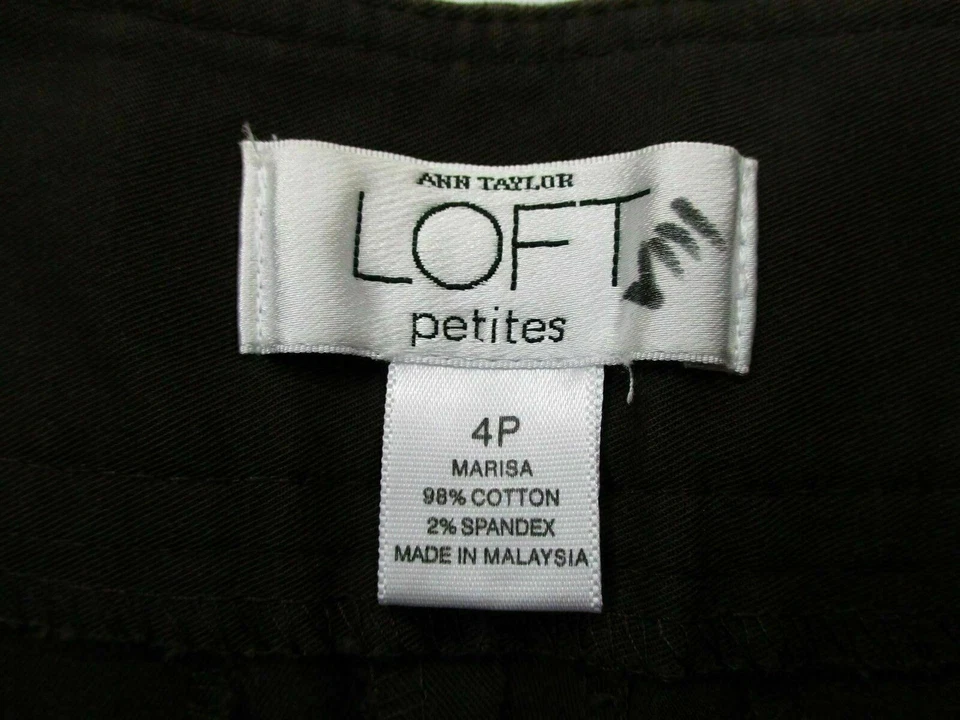 ANN TAYLOR
LOFT
petites
4P
MARISA
98% COTTON
2% SPANDEX
MADE IN MALAYSIA